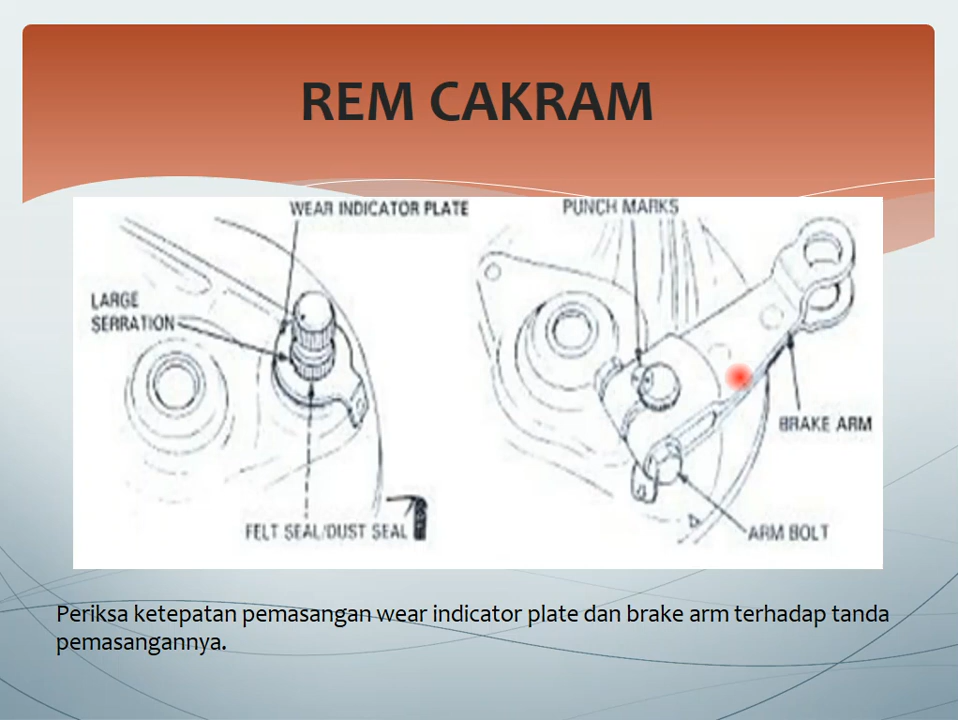 REM CAKRAM
WEAR INDICATOR PLATE
PUNCH MARKS
LARGE
SERRATION
BRAKE ARM
FELT SEAL/DUST SEAL
ARM BOLT
Periksa ketepatan pemasangan wear indicator plate dan brake arm terhadap tanda
pemasangannya.